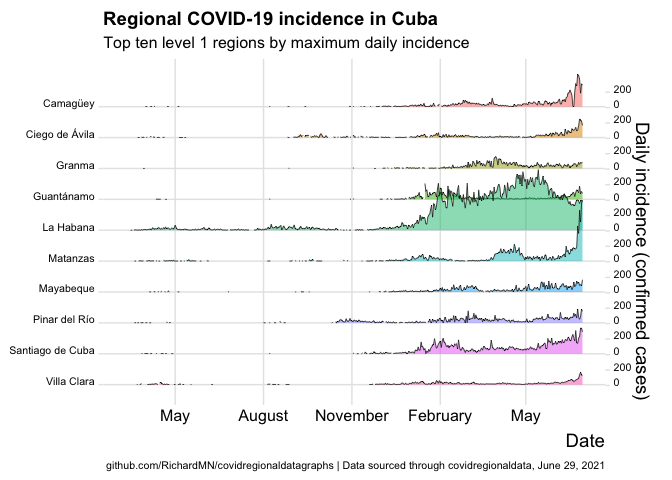 Regional COVID-19 incidence in Cuba
Top ten level 1 regions by maximum daily incidence
Camagüey
200
0
Ciego de Ávila
200
0
Granma
200
0
Guantánamo
200
0
La Habana
200
0
Matanzas
200
0
Mayabeque
200
0
Pinar del Río
200
0
Santiago de Cuba
200
0
Villa Clara
200
0
Daily incidence (confirmed cases)
May August November February May
Date
github.com/RichardMN/covidregionaldatagraphs | Data sourced through covidregionaldata, June 29, 2021